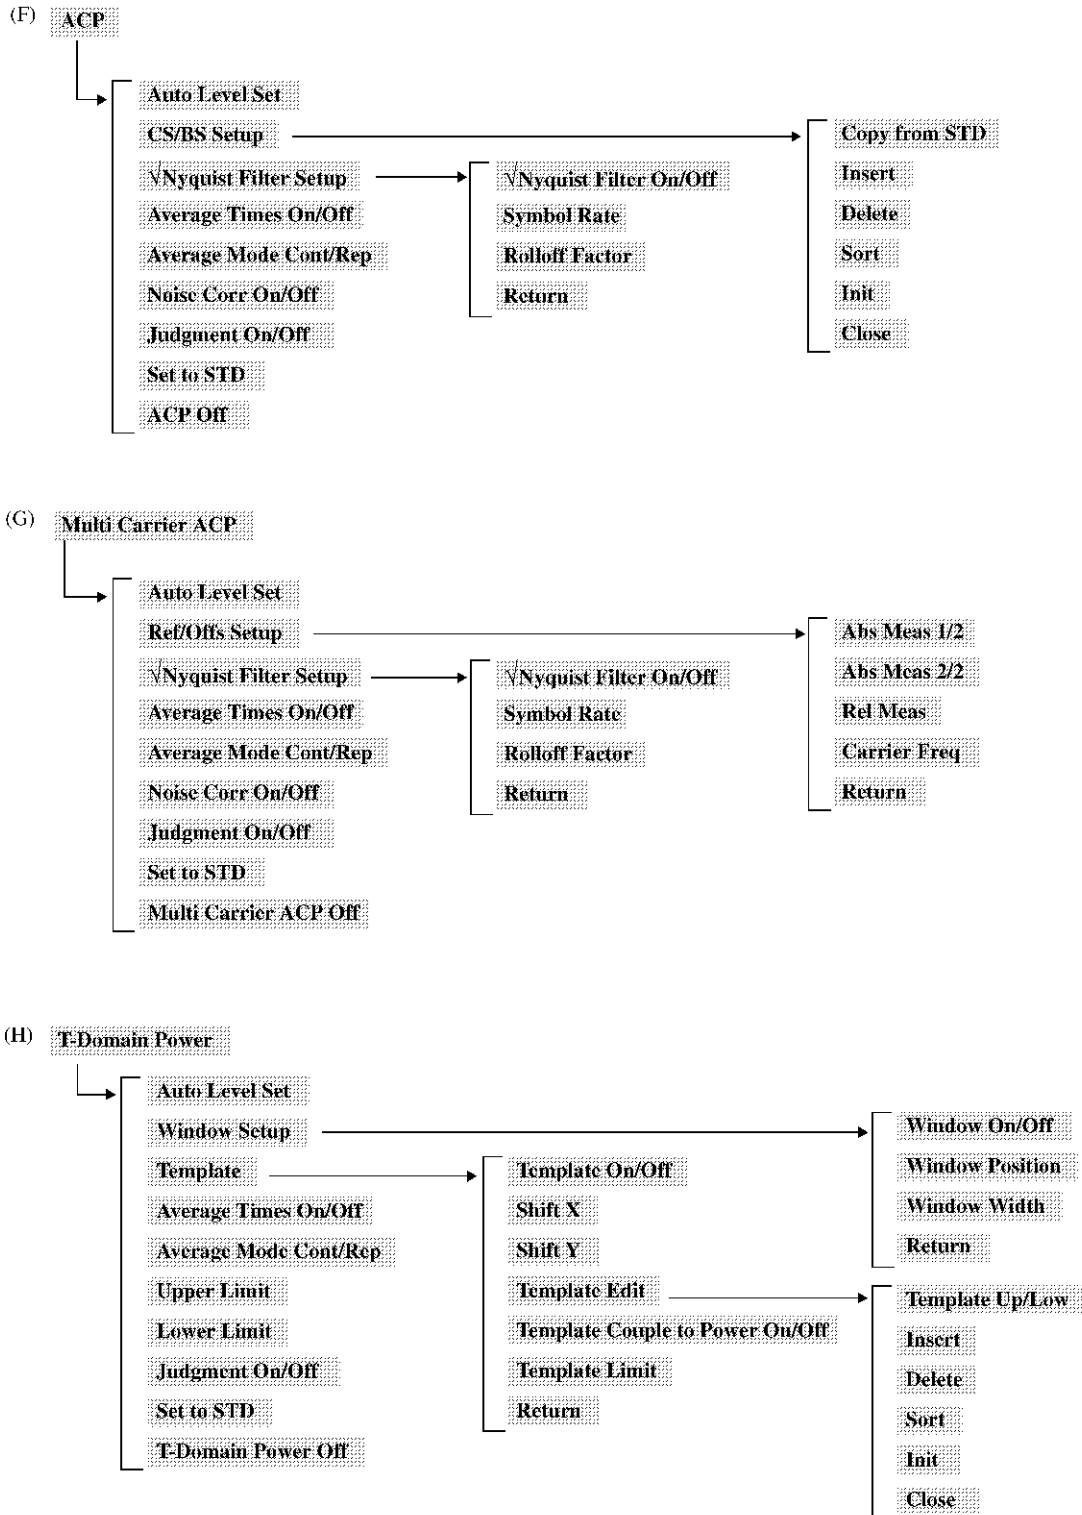 (F) ACP
Auto Level Set
CS/BS Setup
√Nyquist Filter Setup
Average Times On/Off
Average Mode Cont/Rep
Noise Corr On/Off
Judgment On/Off
Set to STD
ACP Off
√Nyquist Filter On/Off
Symbol Rate
Rolloff Factor
Return
Copy from STD
Insert
Delete
Sort
Init
Close
(G) Multi Carrier ACP
Auto Level Set
Ref/Offs Setup
√Nyquist Filter Setup
Average Times On/Off
Average Mode Cont/Rep
Noise Corr On/Off
Judgment On/Off
Set to STD
Multi Carrier ACP Off
√Nyquist Filter On/Off
Symbol Rate
Rolloff Factor
Return
Abs Meas 1/2
Abs Meas 2/2
Rel Meas
Carrier Freq
Return
(H) T-Domain Power
Auto Level Set
Window Setup
Template
Average Times On/Off
Average Mode Cont/Rep
Upper Limit
Lower Limit
Judgment On/Off
Set to STD
T-Domain Power Off
Template On/Off
Shift X
Shift Y
Template Edit
Template Couple to Power On/Off
Template Limit
Return
Window On/Off
Window Position
Window Width
Return
Template Up/Low
Insert
Delete
Sort
Init
Close